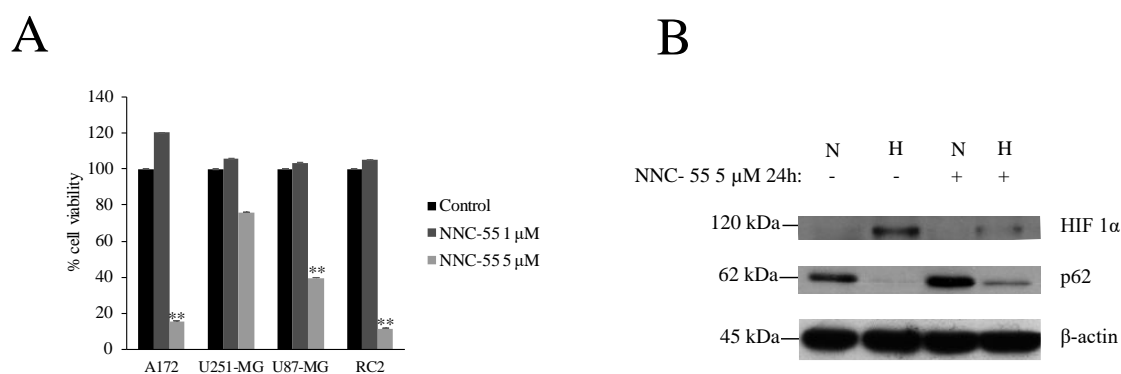 A
140
120
100
80
60
40
20
0
% cell viability
**
**
**
A172 U251-MG U87-MG RC2
Control
NNC-55 1 µM
NNC-55 5 µM
B
N H N H
NNC- 55 5 µM 24h: - - + +
120 kDa HIF 1α
62 kDa p62
45 kDa β-actin